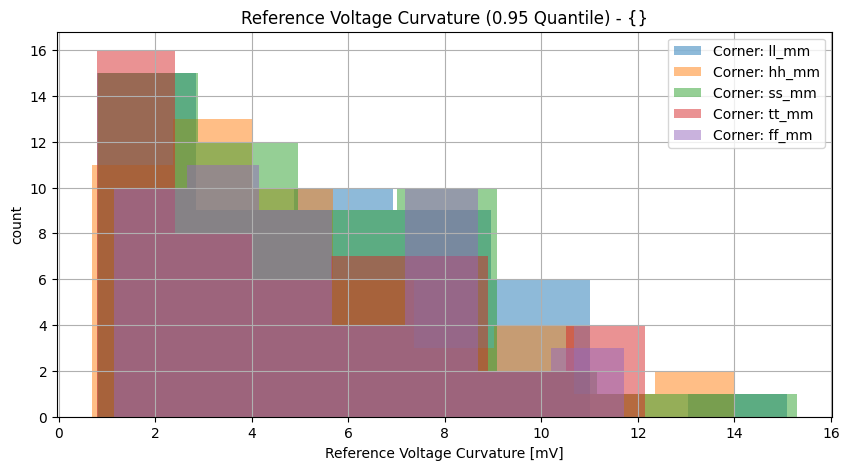 Reference Voltage Curvature (0.95 Quantile) - {}
Corner: ll_mm
Corner: hh_mm
Corner: ss_mm
Corner: tt_mm
Corner: ff_mm
count
16
14
12
10
8
6
4
2
0
0 2 4 6 8 10 12 14 16
Reference Voltage Curvature [mV]